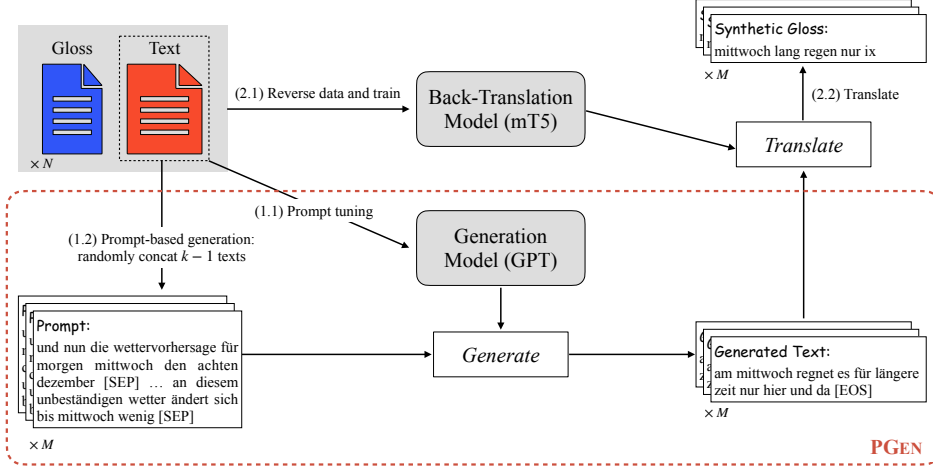 Gloss
Text
× N
(2.1) Reverse data and train
Back-Translation
Model (mT5)
Synthetic Gloss:
mittwoch lang regen nur ix
× M
(2.2) Translate
Translate
(1.1) Prompt tuning
(1.2) Prompt-based generation:
randomly concat k − 1 texts
Generation
Model (GPT)
Prompt:
und nun die wettervorhersage für
morgen mittwoch den achten
dezember [SEP] … an diesem
unbeständigen wetter ändert sich
bis mittwoch wenig [SEP]
× M
Generate
Generated Text:
am mittwoch regnet es für längere
zeit nur hier und da [EOS]
× M
PGEN